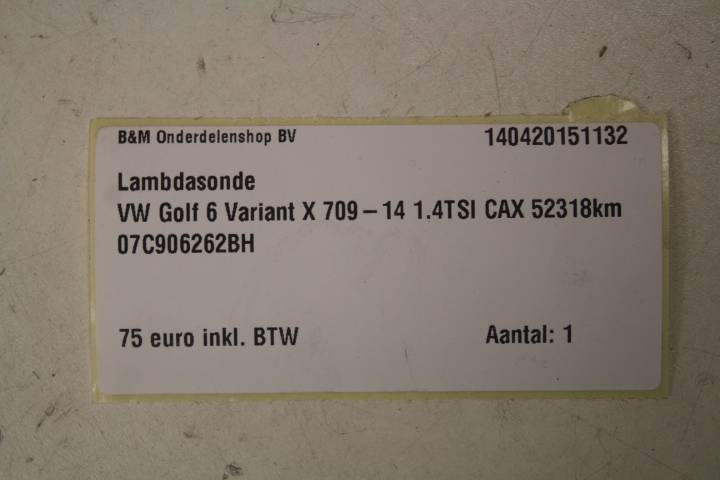 B&M Onderdelenshop BV 140420151132
Lambdasonde
VW Golf 6 Variant X 709 – 14 1.4TSI CAX 52318km
07C906262BH
75 euro inkl. BTW Aantal: 1